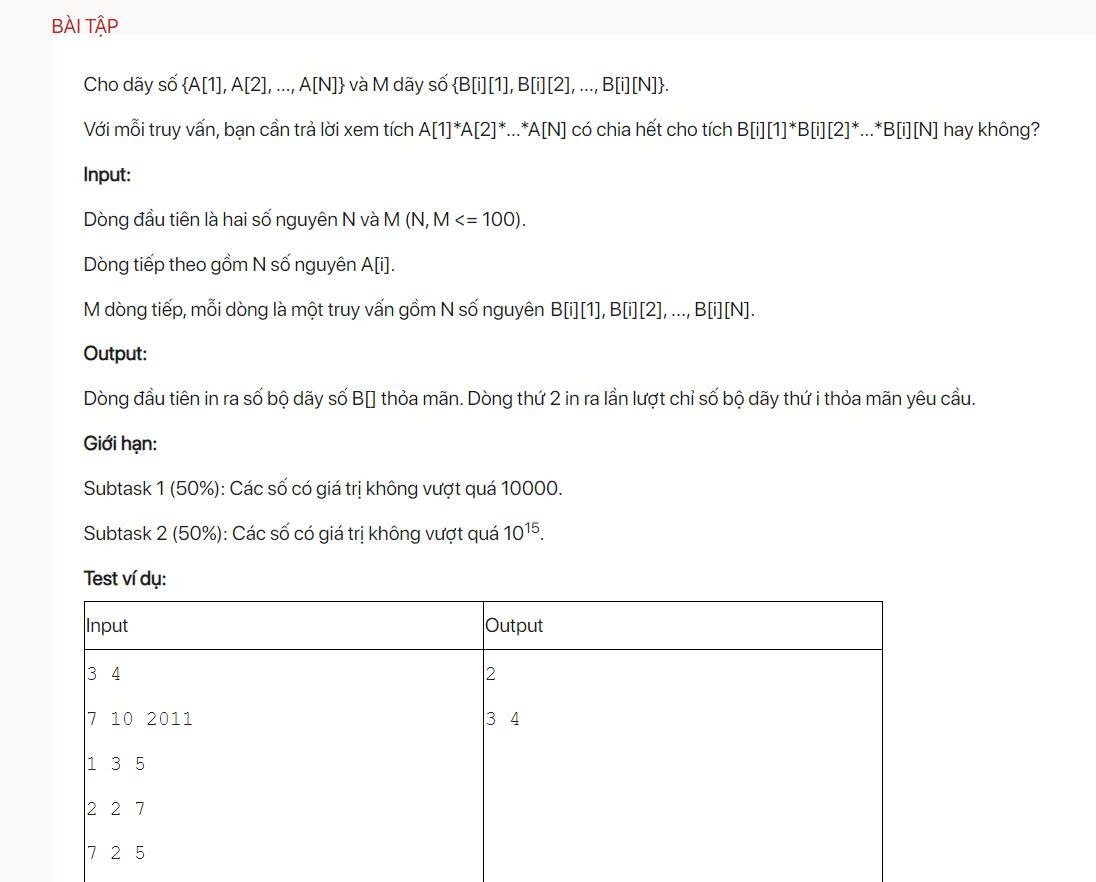 BÀI TẬP
Cho dãy số {A[1], A[2], ..., A[N]} và M dãy số {B[i][1], B[i][2], ..., B[i][N]}.
Với mỗi truy vấn, bạn cần trả lời xem tích A[1]*A[2]*...*A[N] có chia hết cho tích B[i][1]*B[i][2]*...*B[i][N] hay không?
Input:
Dòng đầu tiên là hai số nguyên N và M (N, M <= 100).
Dòng tiếp theo gồm N số nguyên A[i].
M dòng tiếp, mỗi dòng là một truy vấn gồm N số nguyên B[i][1], B[i][2], ..., B[i][N].
Output:
Dòng đầu tiên in ra số bộ dãy số B[] thỏa mãn. Dòng thứ 2 in ra lần lượt chỉ số bộ dãy thứ i thỏa mãn yêu cầu.
Giới hạn:
Subtask 1 (50%): Các số có giá trị không vượt quá 10000.
Subtask 2 (50%): Các số có giá trị không vượt quá 10¹⁵.
Test ví dụ:
Input Output
3 4 2
7 10 2011 3 4
1 3 5
2 2 7
7 2 5